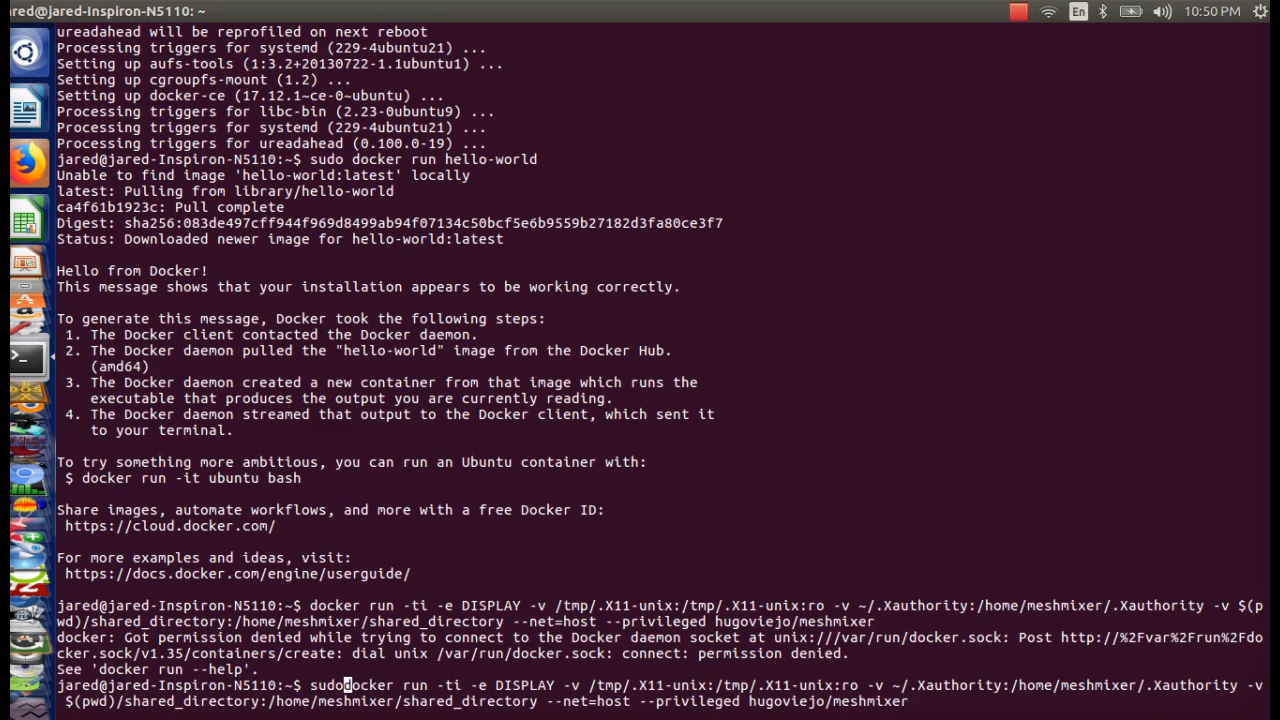 ared@jared-Inspiron-N5110: ~
En
10:50 PM
ureadahead will be reprofiled on next reboot
Processing triggers for systemd (229-4ubuntu21) ...
Setting up aufs-tools (1:3.2+20130722-1.1ubuntu1) ...
Setting up cgroupfs-mount (1.2) ...
Setting up docker-ce (17.12.1~ce-0~ubuntu) ...
Processing triggers for libc-bin (2.23-0ubuntu9) ...
Processing triggers for systemd (229-4ubuntu21) ...
Processing triggers for ureadahead (0.100.0-19) ...
jared@jared-Inspiron-N5110:~$ sudo docker run hello-world
Unable to find image 'hello-world:latest' locally
latest: Pulling from library/hello-world
ca4f61b1923c: Pull complete
Digest: sha256:083de497cff944f969d8499ab94f07134c50bcf5e6b9559b27182d3fa80ce3f7
Status: Downloaded newer image for hello-world:latest
Hello from Docker!
This message shows that your installation appears to be working correctly.
To generate this message, Docker took the following steps:
1. The Docker client contacted the Docker daemon.
2. The Docker daemon pulled the "hello-world" image from the Docker Hub.
(amd64)
3. The Docker daemon created a new container from that image which runs the
executable that produces the output you are currently reading.
4. The Docker daemon streamed that output to the Docker client, which sent it
to your terminal.
To try something more ambitious, you can run an Ubuntu container with:
$ docker run -it ubuntu bash
Share images, automate workflows, and more with a free Docker ID:
https://cloud.docker.com/
For more examples and ideas, visit:
https://docs.docker.com/engine/userguide/
jared@jared-Inspiron-N5110:~$ docker run -ti -e DISPLAY -v /tmp/.X11-unix:/tmp/.X11-unix:ro -v ~/.Xauthority:/home/meshmixer/.Xauthority -v $(p
wd)/shared_directory:/home/meshmixer/shared_directory --net=host --privileged hugoviejo/meshmixer
docker: Got permission denied while trying to connect to the Docker daemon socket at unix:///var/run/docker.sock: Post http://%2Fvar%2Frun%2Fdo
cker.sock/v1.35/containers/create: dial unix /var/run/docker.sock: connect: permission denied.
See 'docker run --help'.
jared@jared-Inspiron-N5110:~$ sudodocker run -ti -e DISPLAY -v /tmp/.X11-unix:/tmp/.X11-unix:ro -v ~/.Xauthority:/home/meshmixer/.Xauthority -v
$(pwd)/shared_directory:/home/meshmixer/shared_directory --net=host --privileged hugoviejo/meshmixer